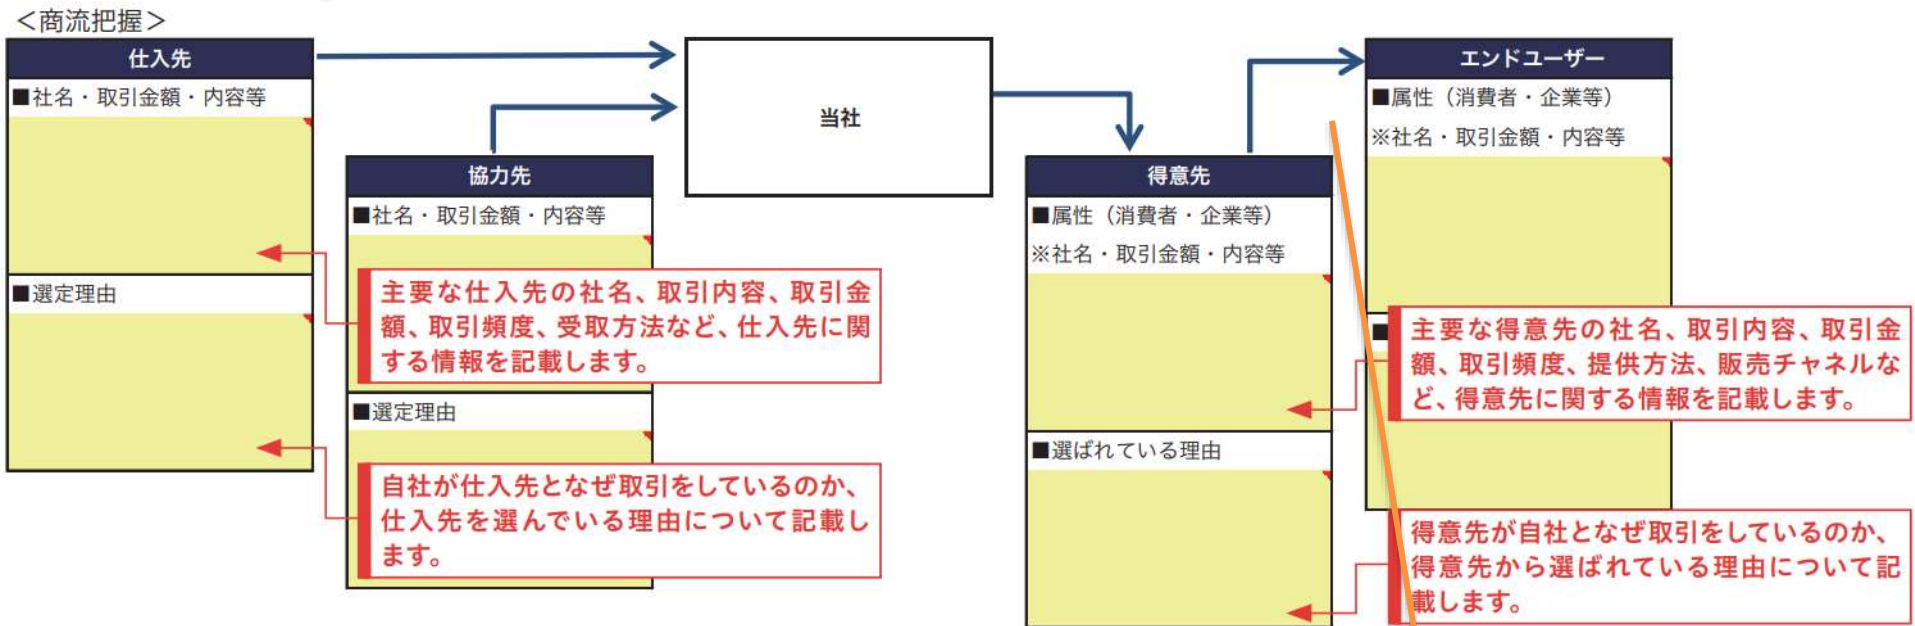 ＜商流把握＞
仕入先
■社名・取引金額・内容等
■選定理由
協力先
■社名・取引金額・内容等
■選定理由
主要な仕入先の社名、取引内容、取引金
額、取引頻度、受取方法など、仕入先に関
する情報を記載します。
自社が仕入先となぜ取引をしているのか、
仕入先を選んでいる理由について記載し
ます。
当社
得意先
■属性（消費者・企業等）
※社名・取引金額・内容等
■選ばれている理由
エンドユーザー
■属性（消費者・企業等）
※社名・取引金額・内容等
■
主要な得意先の社名、取引内容、取引金
額、取引頻度、提供方法、販売チャネルな
ど、得意先に関する情報を記載します。
得意先が自社となぜ取引をしているのか、
得意先から選ばれている理由について記
載します。